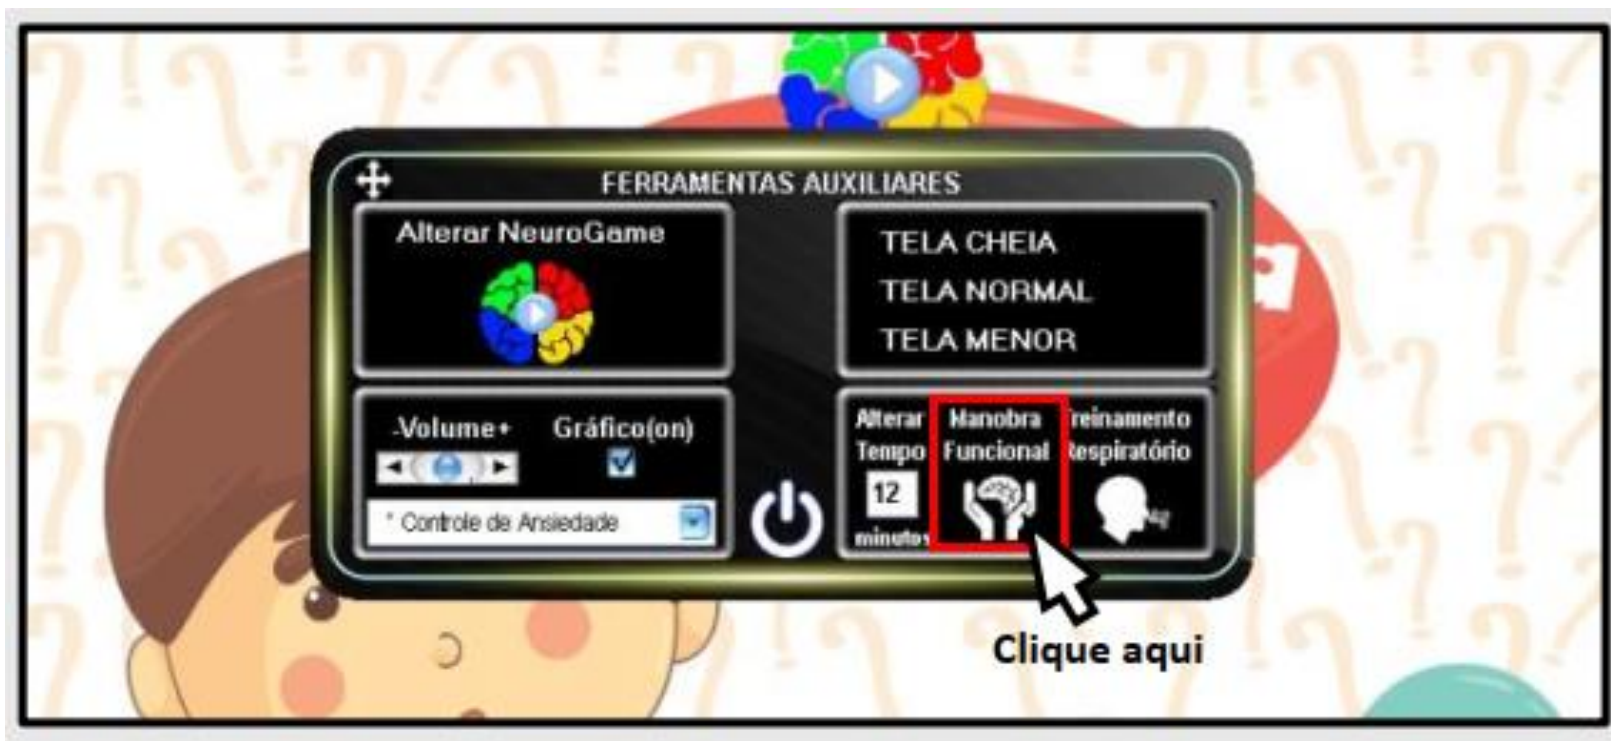 FERRAMENTAS AUXILIARES
Alterar NeuroGame
TELA CHEIA
TELA NORMAL
TELA MENOR
-Volume+ Gráfico(on)
* Controle de Ansiedade
Alterar
Tempo
12
minutos
Manobra
Funcional
Treinamento
Respiratório
Clique aqui